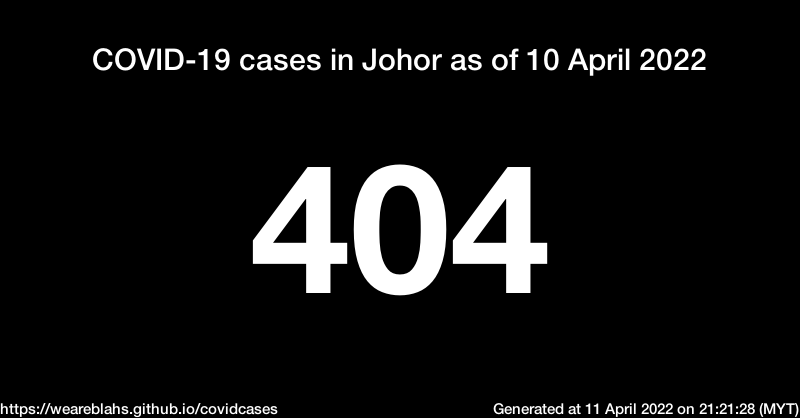 COVID-19 cases in Johor as of 10 April 2022
404
https://weareblahs.github.io/covidcases
Generated at 11 April 2022 on 21:21:28 (MYT)